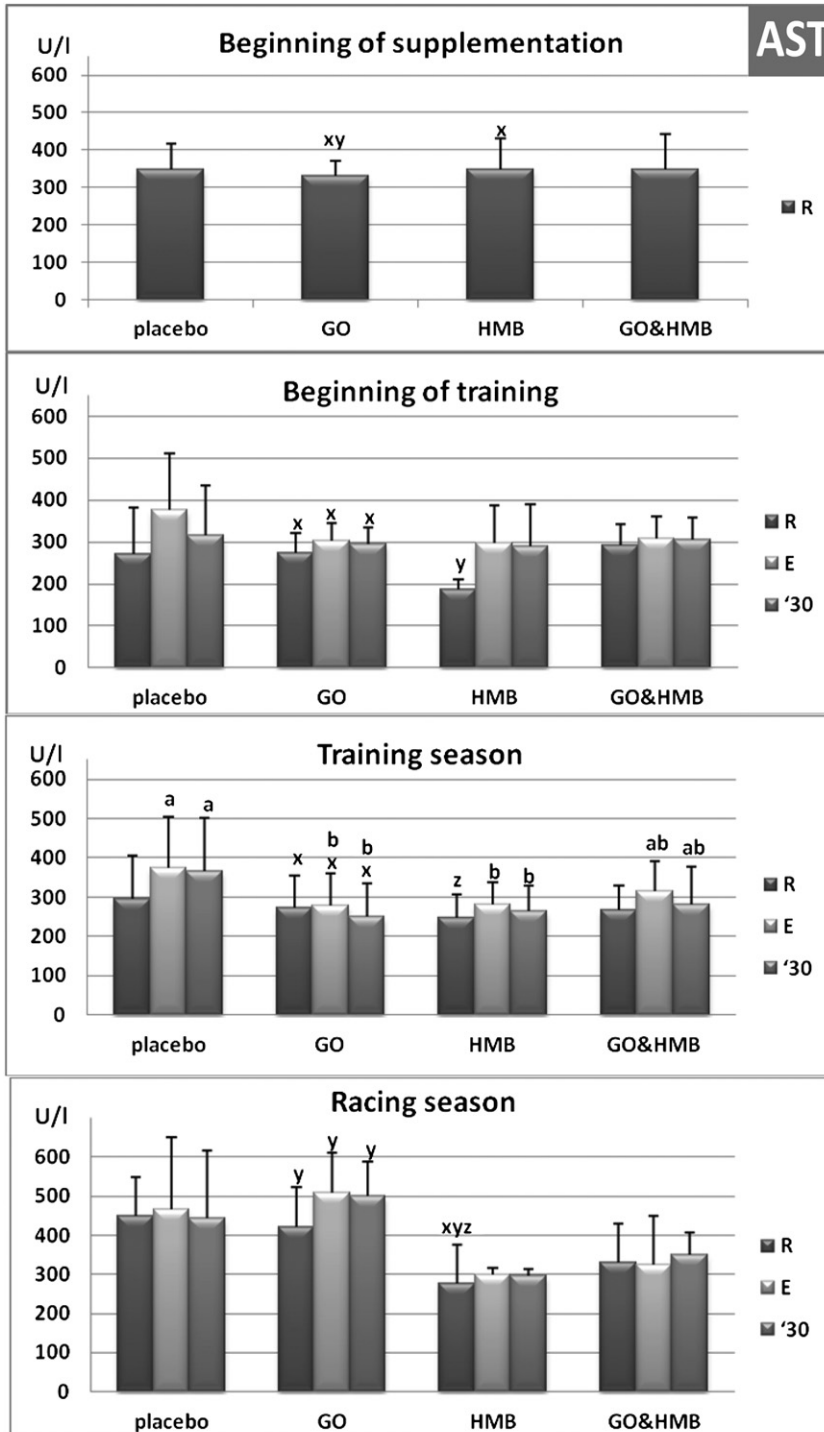 U/l Beginning of supplementation AST
600
500
400
300
200
100
0
xy x
R
placebo GO HMB GO&HMB
U/l Beginning of training
600
500
400
300
200
100
0
x x x y
R
E
‘30
placebo GO HMB GO&HMB
U/l Training season
600
500
400
300
200
100
0
a a b b b b ab ab
x x x z
R
E
‘30
placebo GO HMB GO&HMB
U/l Racing season
600
500
400
300
200
100
0
y y y xyz
R
E
‘30
placebo GO HMB GO&HMB